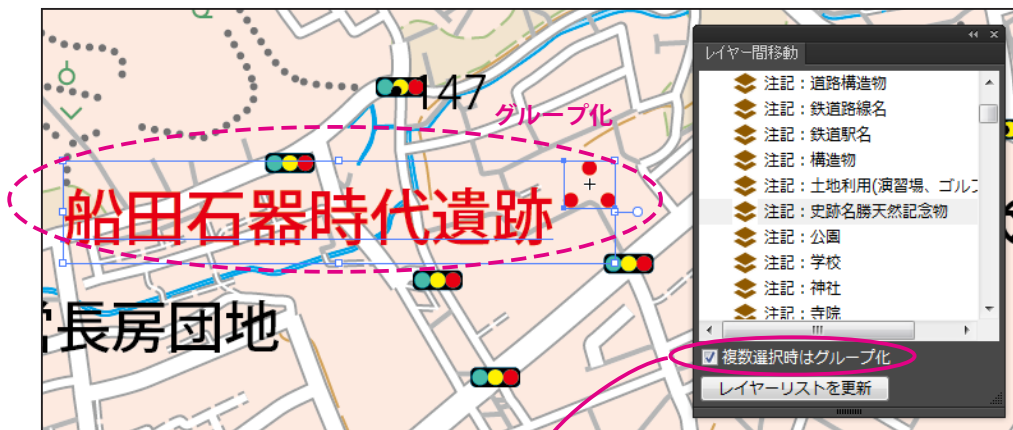 レイヤー間移動
注記：道路構造物
注記：鉄道路線名
注記：鉄道駅名
注記：構造物
注記：土地利用(演習場、ゴルフ
注記：史跡名勝天然記念物
注記：公園
注記：学校
注記：神社
注記：寺院
複数選択時はグループ化
レイヤーリストを更新
147
グループ化
船田石器時代遺跡
長房団地